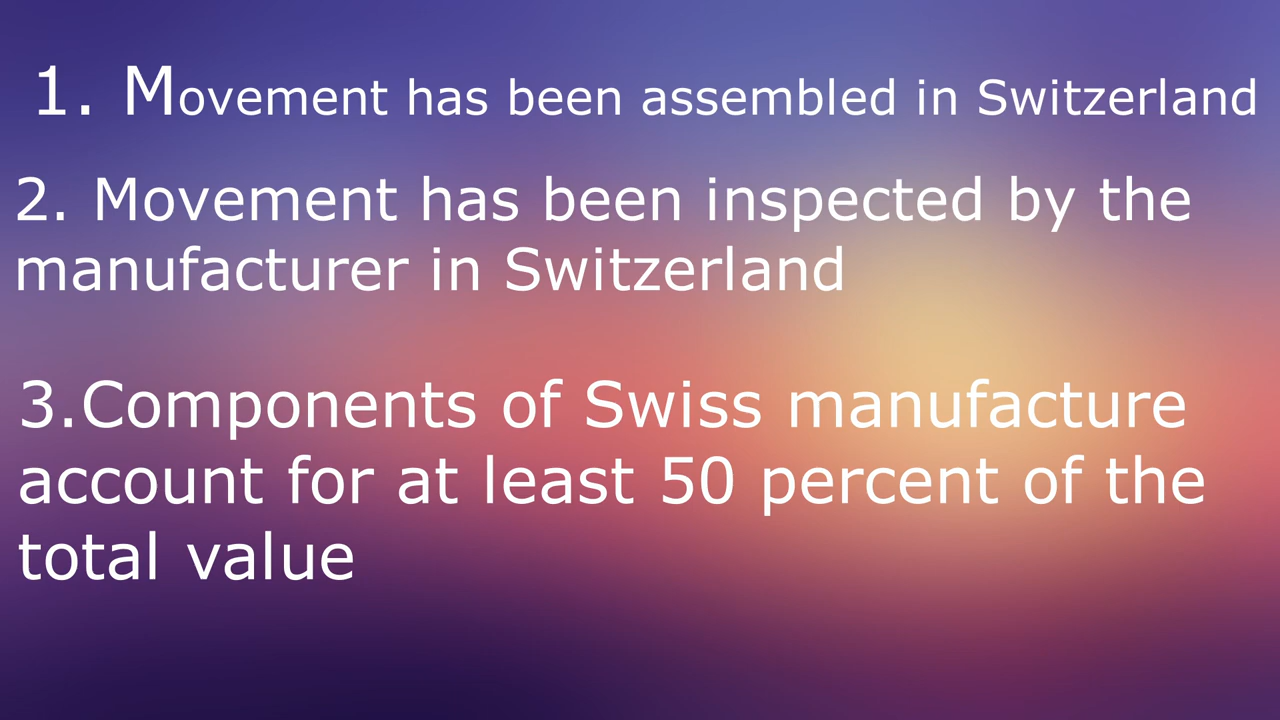 1. Movement has been assembled in Switzerland
2. Movement has been inspected by the
manufacturer in Switzerland
3.Components of Swiss manufacture
account for at least 50 percent of the
total value